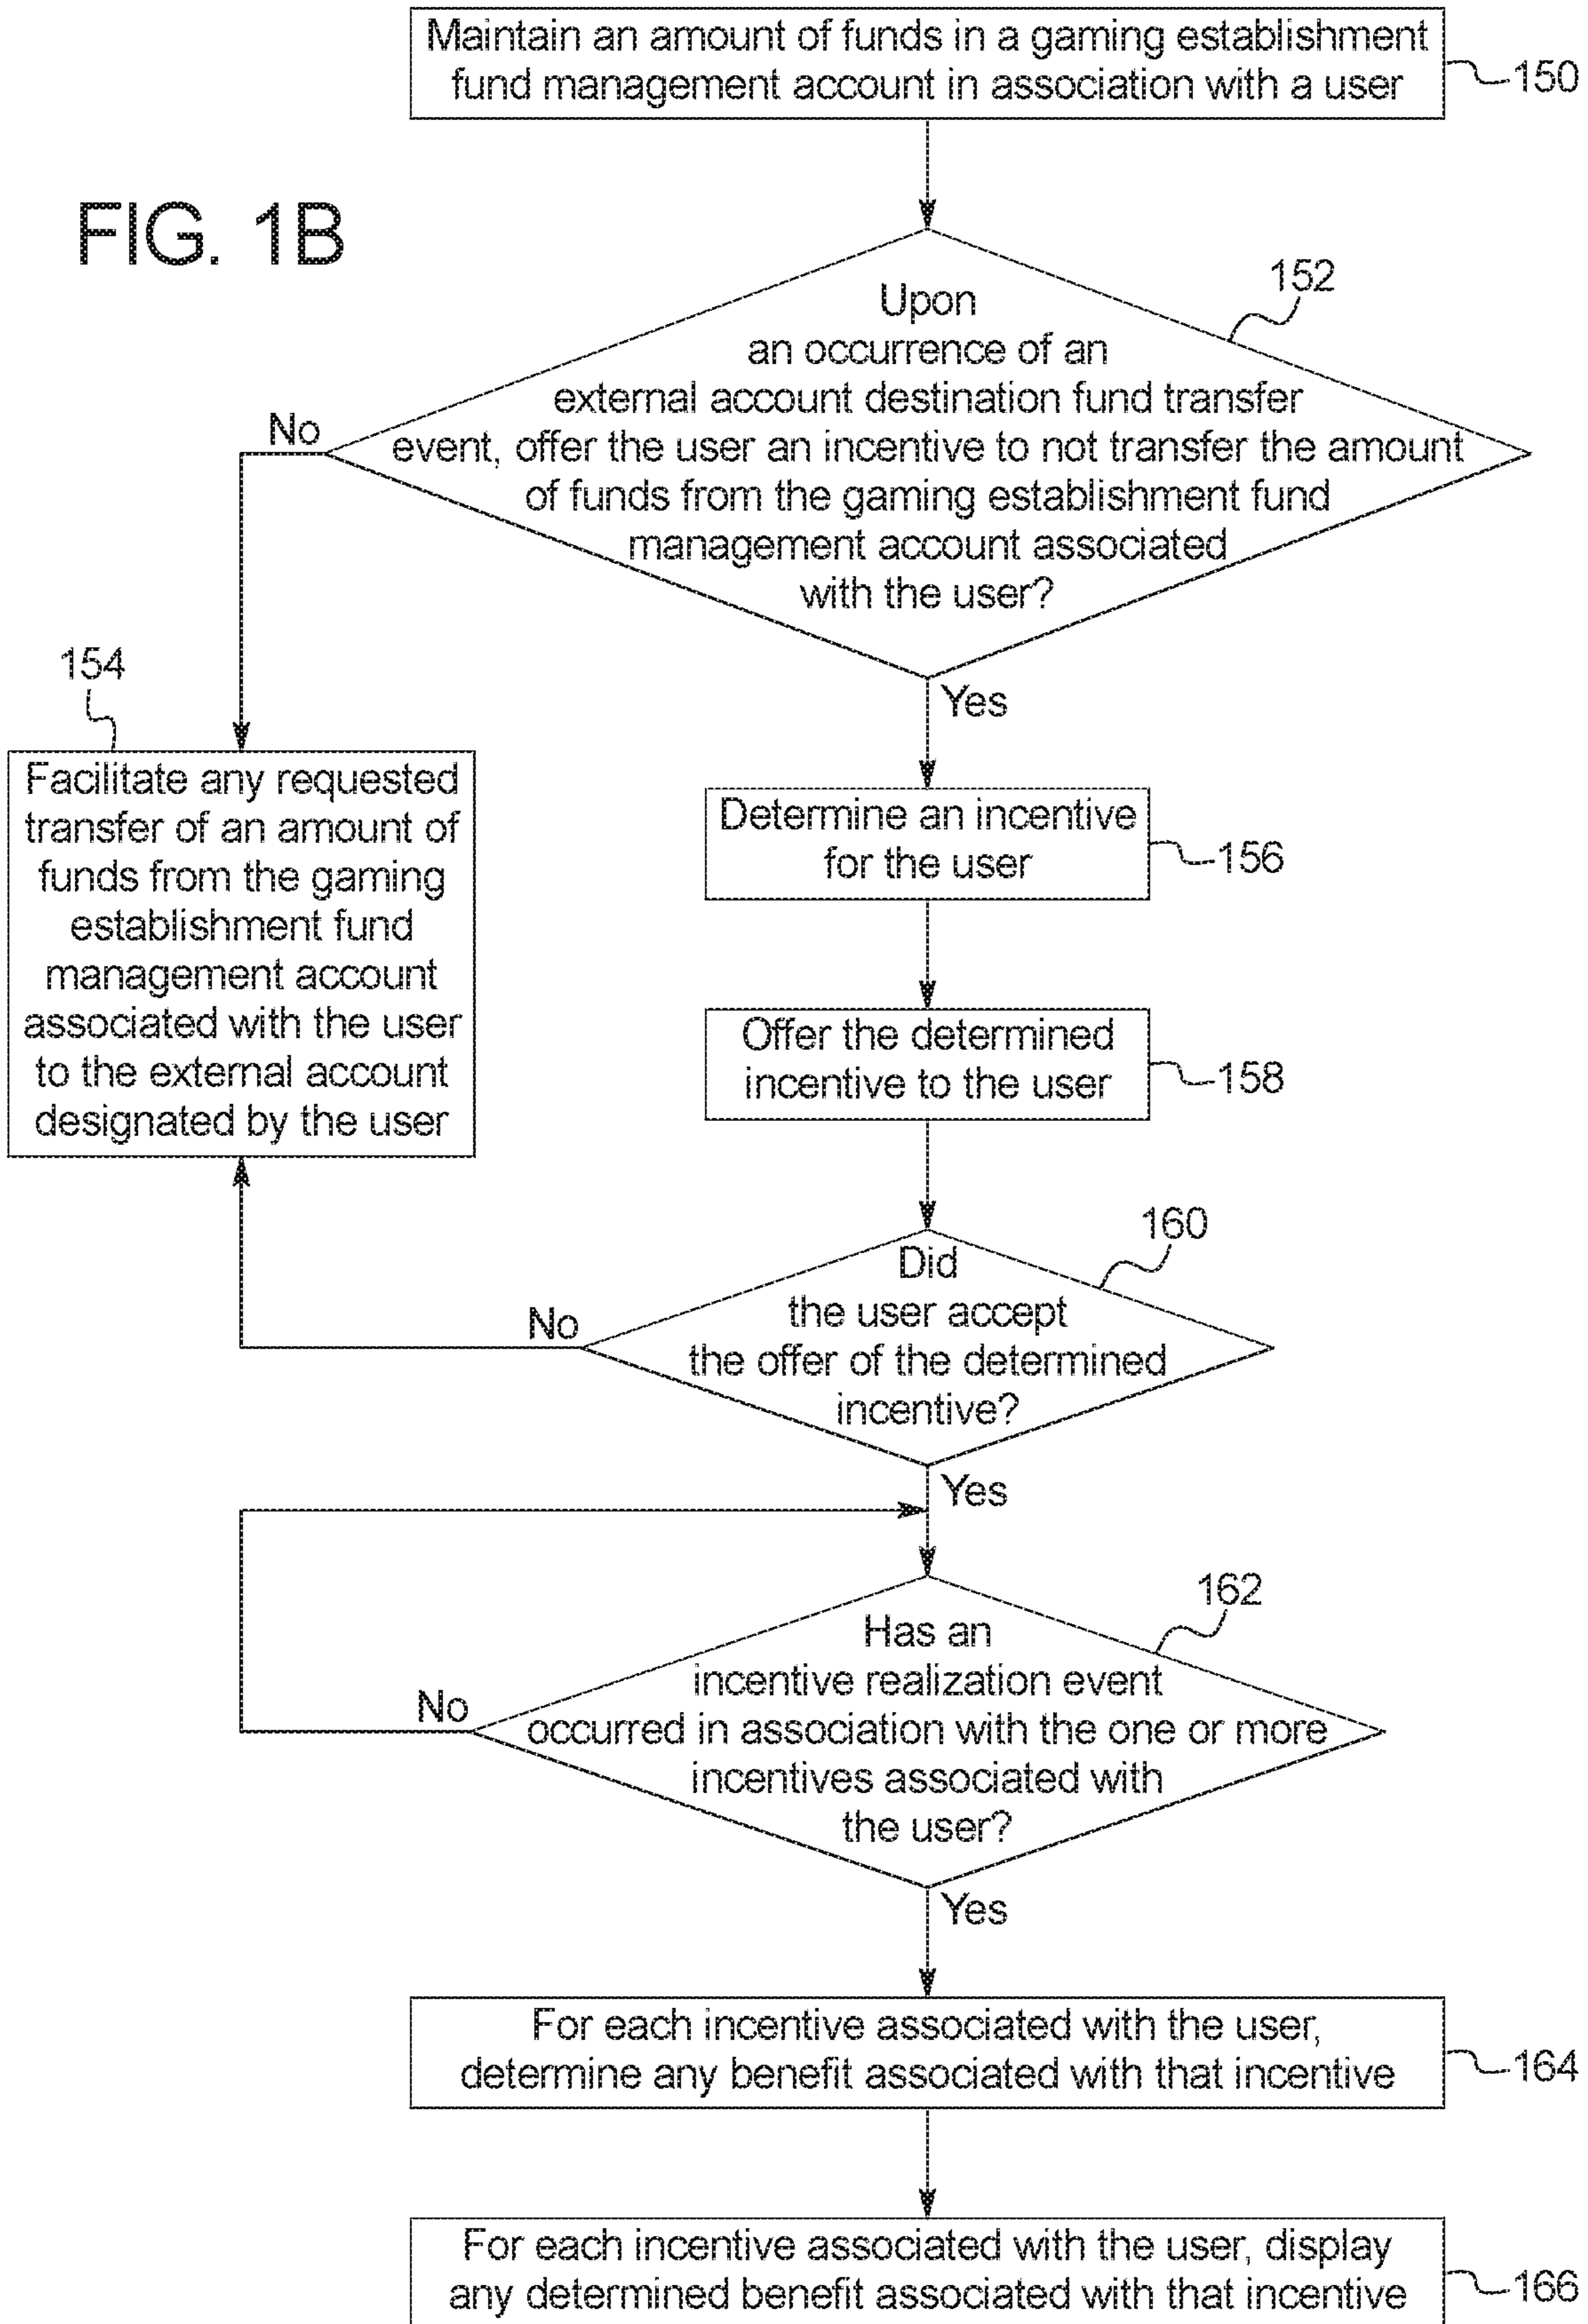 Maintain an amount of funds in a gaming establishment
fund management account in association with a user
150
FIG. 1B
152
Upon
an occurrence of an
external account destination fund transfer
event, offer the user an incentive to not transfer the amount
of funds from the gaming establishment fund
management account associated
with the user?
No
Yes
154
Facilitate any requested
transfer of an amount of
funds from the gaming
establishment fund
management account
associated with the user
to the external account
designated by the user
Determine an incentive
for the user
156
Offer the determined
incentive to the user
158
160
Did
the user accept
the offer of the determined
incentive?
No
Yes
162
Has an
incentive realization event
occurred in association with the one or more
incentives associated with
the user?
No
Yes
For each incentive associated with the user,
determine any benefit associated with that incentive
164
For each incentive associated with the user, display
any determined benefit associated with that incentive
166